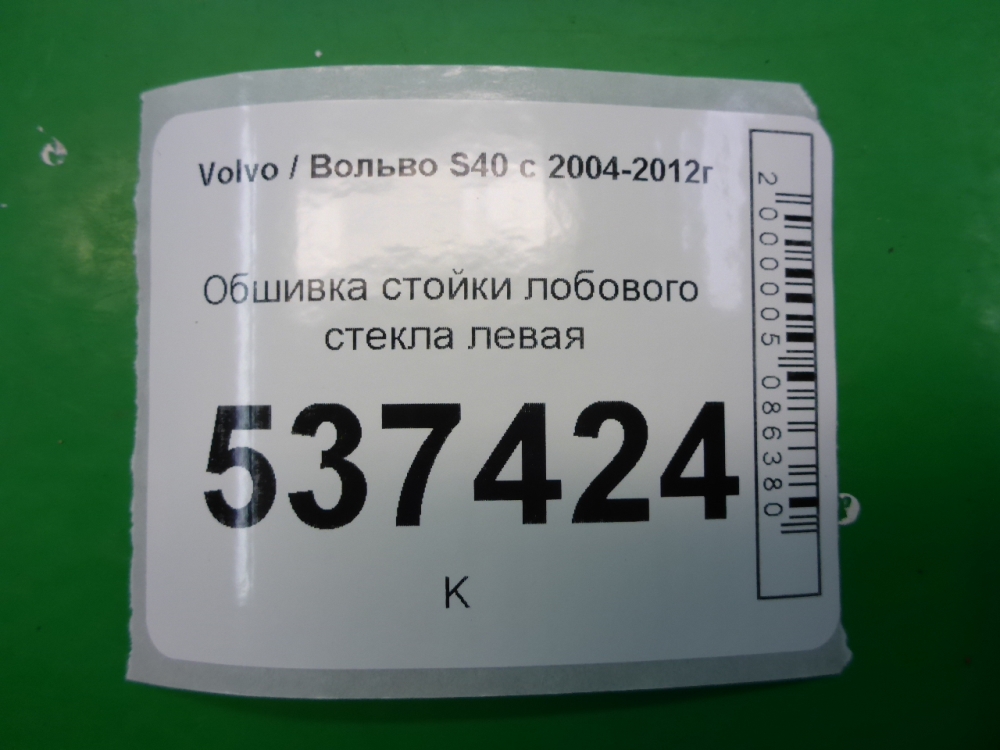 Volvo / Вольво S40 с 2004-2012г
Обшивка стойки лобового
стекла левая
537424
К
2000005086380